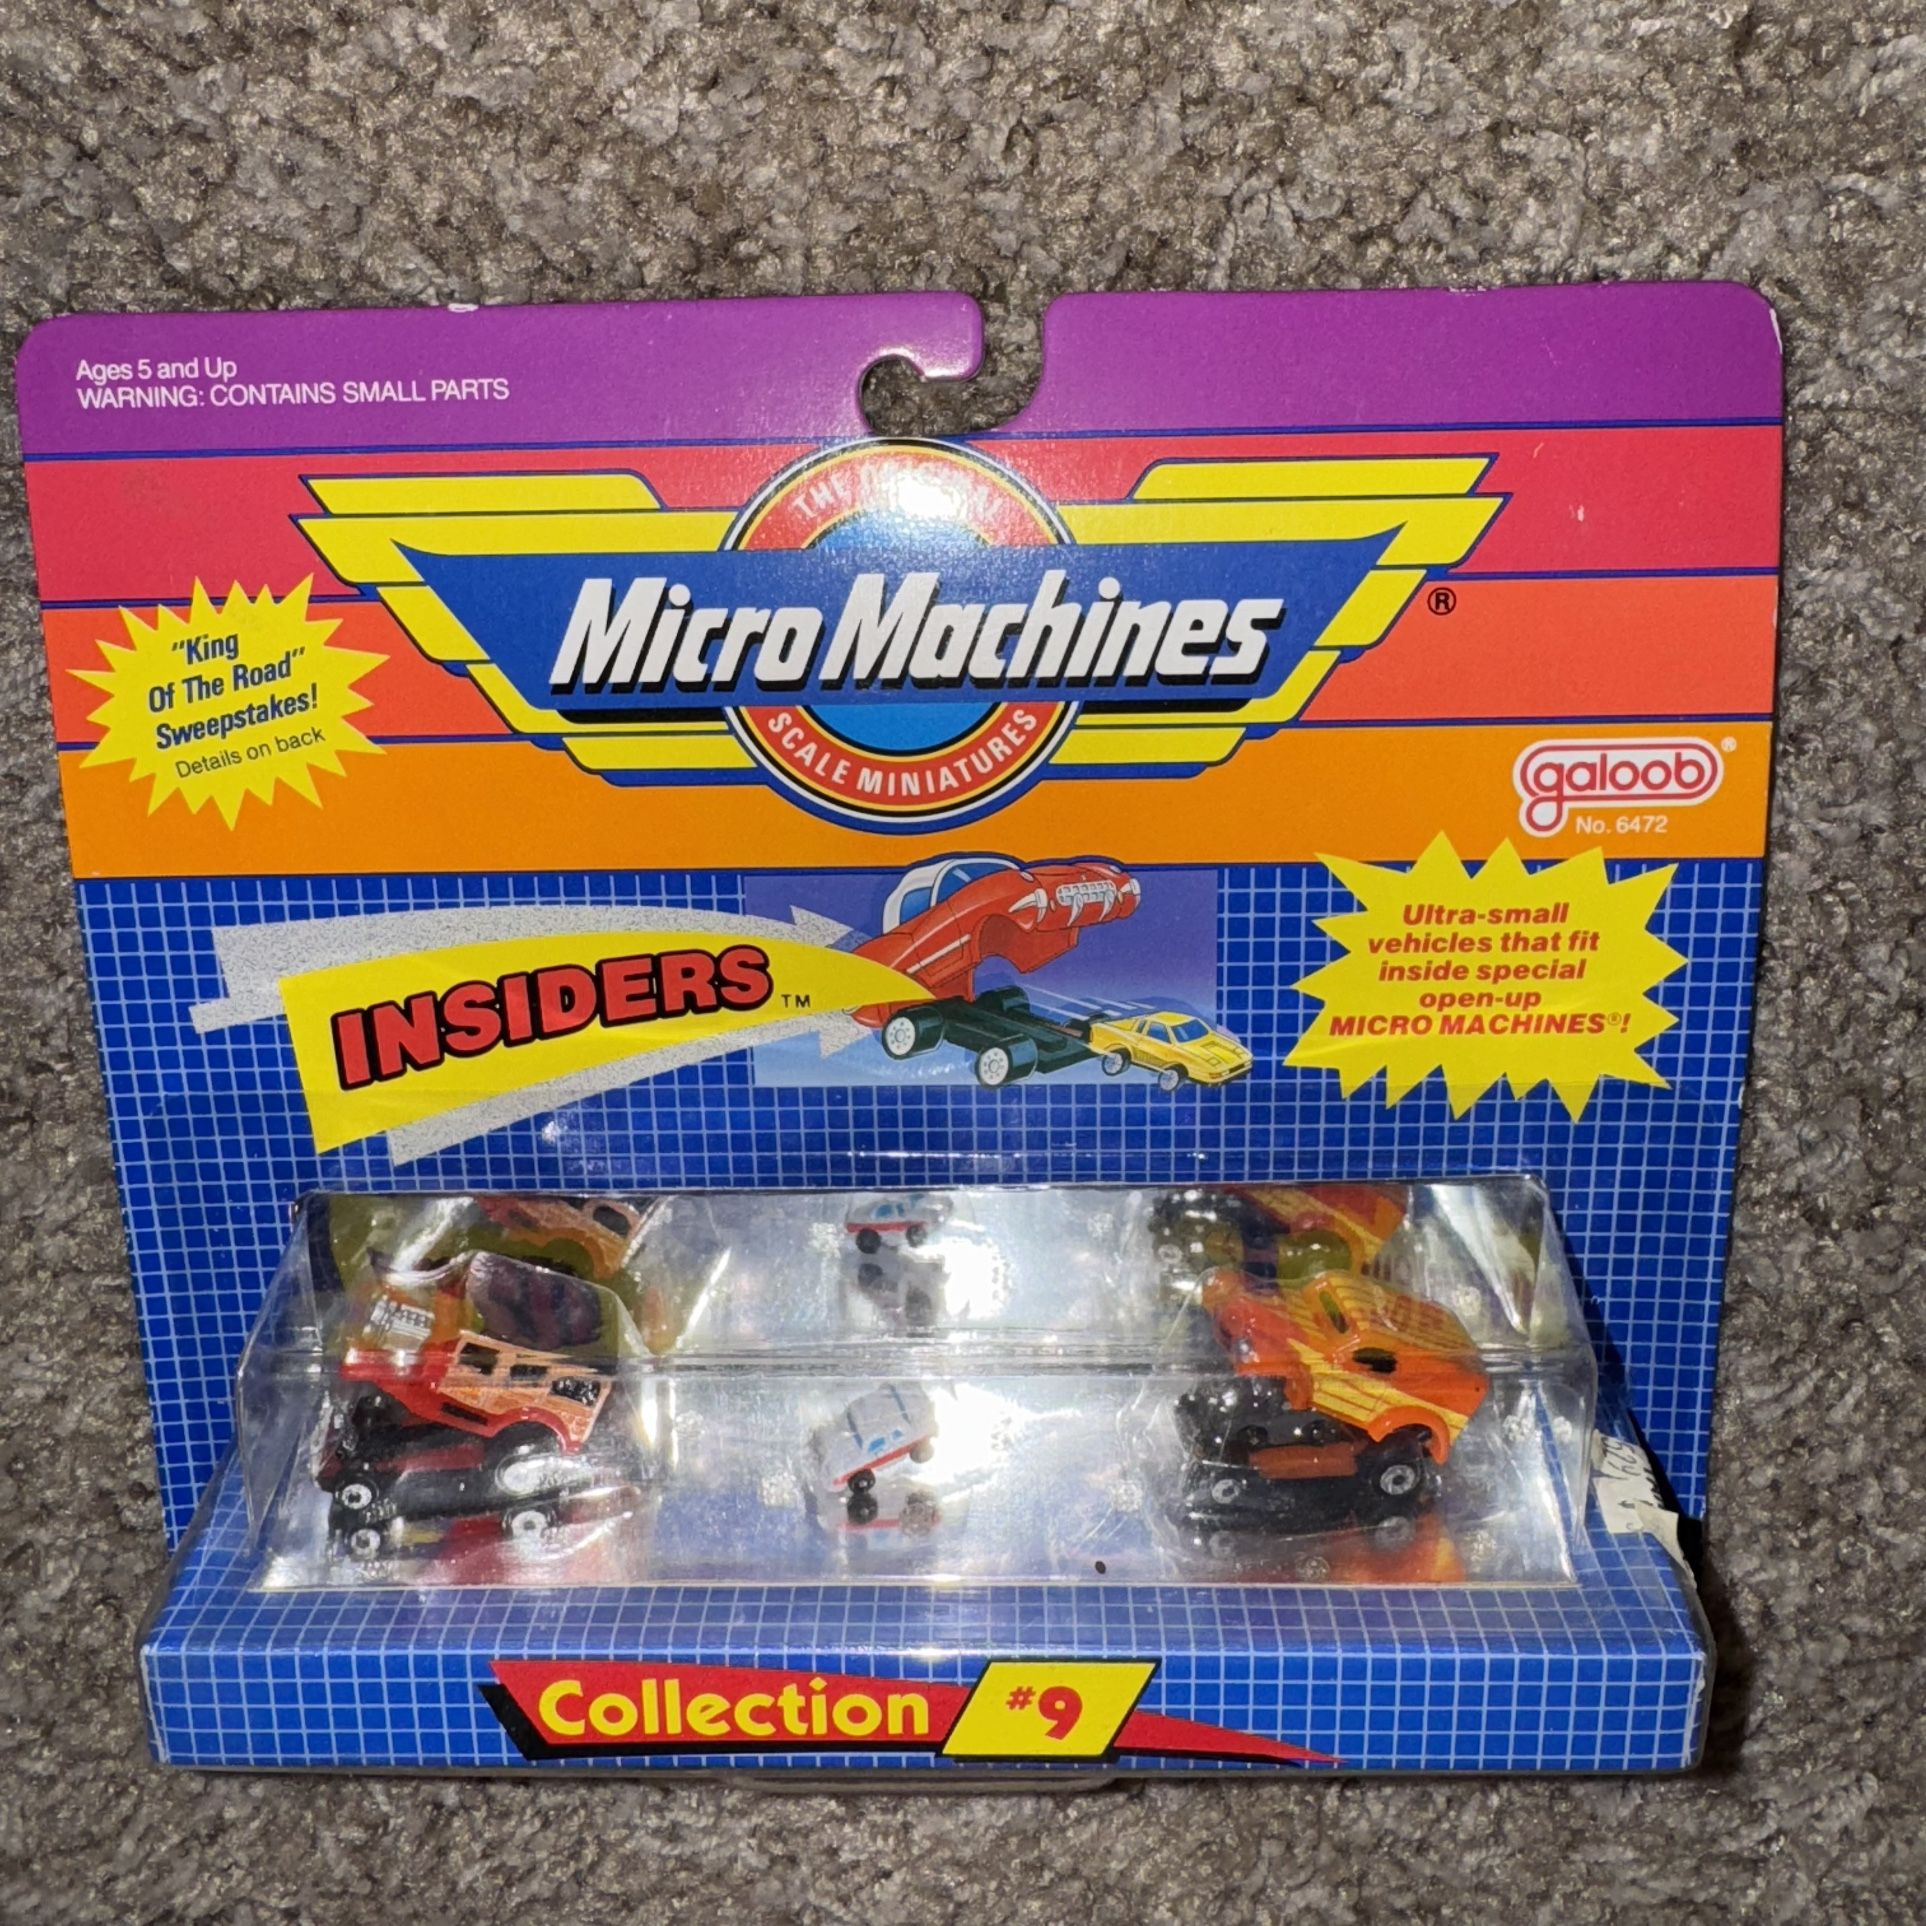 Ages 5 and Up
WARNING: CONTAINS SMALL PARTS
THE ORIGINAL
Micro Machines ®
SCALE MINIATURES
"King
Of The Road"
Sweepstakes!
Details on back
galoob ®
No. 6472
INSIDERS ™
Ultra-small
vehicles that fit
inside special
open-up
MICRO MACHINES®!
Collection #9